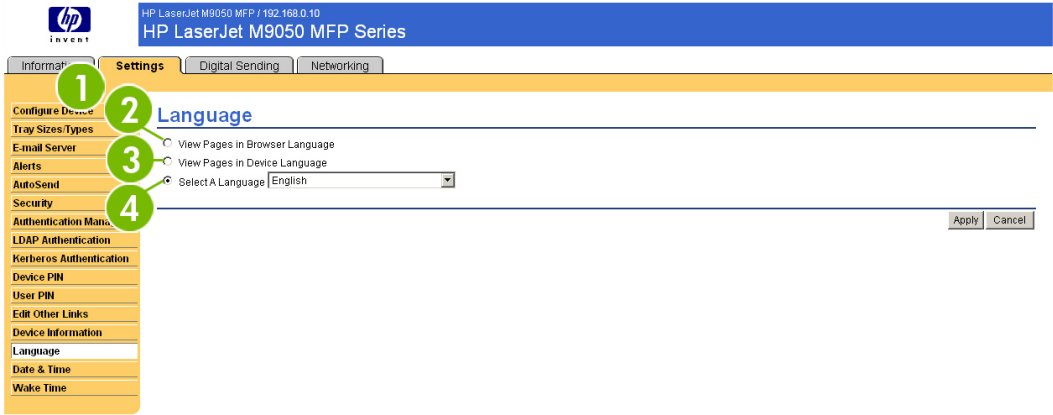 hp
invent
HP LaserJet M9050 MFP / 192.168.0.10
HP LaserJet M9050 MFP Series
Settings
Digital Sending
Networking
1
Configure
2
Language
Tray Sizes/Types
View Pages in Browser Language
E-mail Server
3
View Pages in Device Language
Alerts
AutoSend
Select A Language English
Security
4
Authentication
Apply
Cancel
LDAP Authentication
Kerberos Authentication
Device PIN
User PIN
Edit Other Links
Device Information
Language
Date & Time
Wake Time